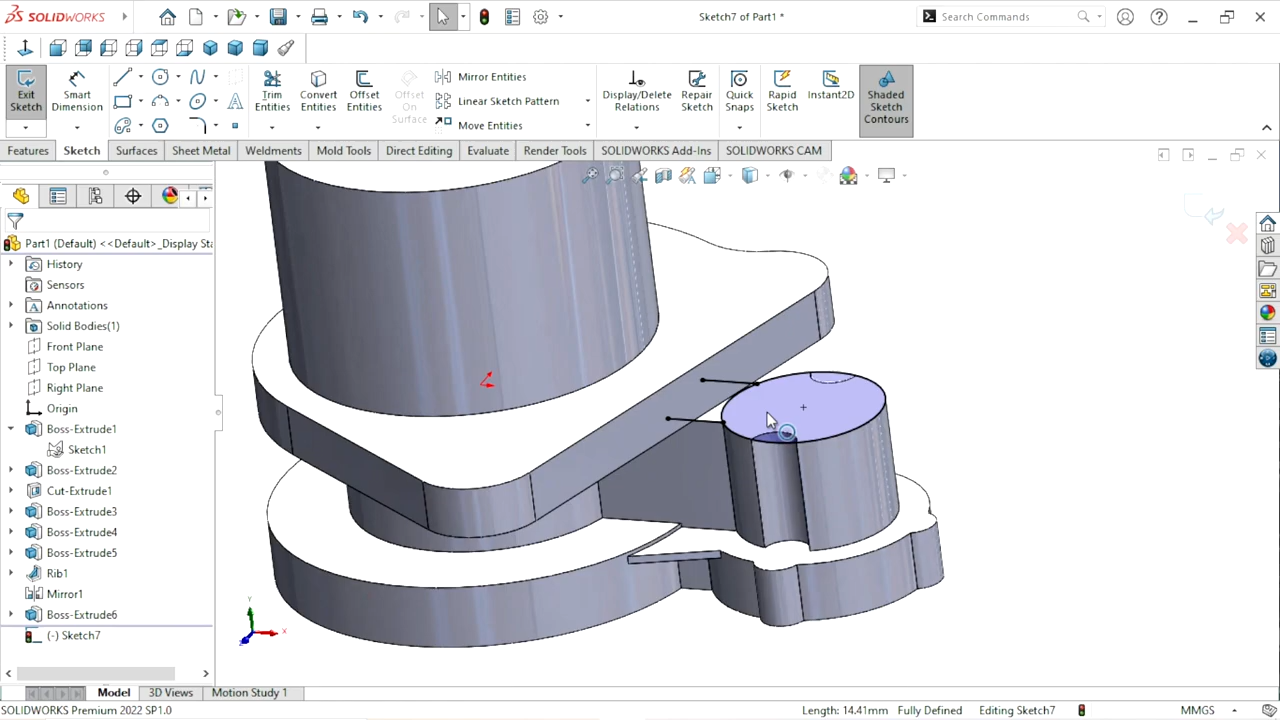 SOLIDWORKS
Sketch7 of Part1 *
Search Commands
Exit Sketch
Smart Dimension
Trim Entities
Convert Entities
Offset Entities
Offset On Surface
Mirror Entities
Linear Sketch Pattern
Move Entities
Display/Delete Relations
Repair Sketch
Quick Snaps
Rapid Sketch
Instant2D
Shaded Sketch Contours
Features
Sketch
Surfaces
Sheet Metal
Weldments
Mold Tools
Direct Editing
Evaluate
Render Tools
SOLIDWORKS Add-Ins
SOLIDWORKS CAM
Part1 (Default) <<Default>_Display Sta
History
Sensors
Annotations
Solid Bodies(1)
Front Plane
Top Plane
Right Plane
Origin
Boss-Extrude1
Sketch1
Boss-Extrude2
Cut-Extrude1
Boss-Extrude3
Boss-Extrude4
Boss-Extrude5
Rib1
Mirror1
Boss-Extrude6
(-) Sketch7
Y
X
Z
Model
3D Views
Motion Study 1
SOLIDWORKS Premium 2022 SP1.0
Length: 14.41mm
Fully Defined
Editing Sketch7
MMGS